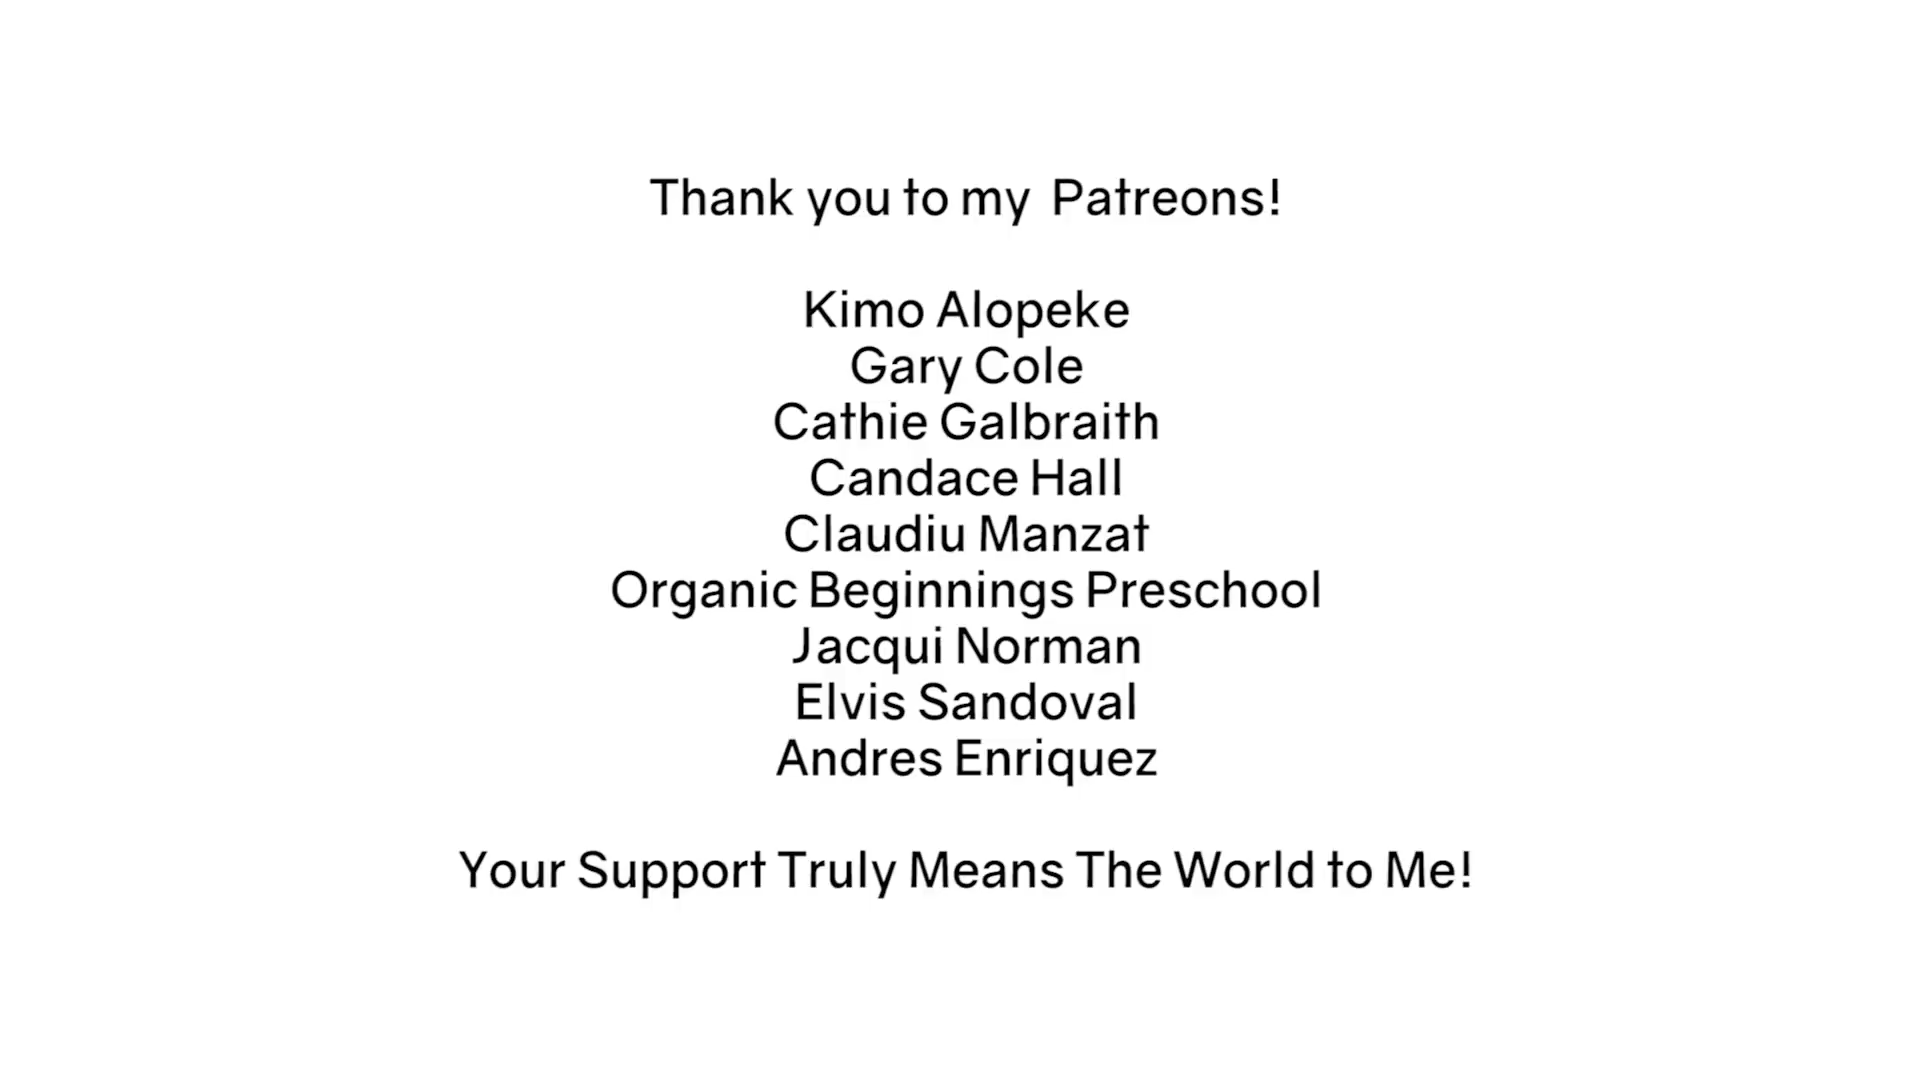 Thank you to my  Patreons!
Kimo Alopeke
Gary Cole
Cathie Galbraith
Candace Hall
Claudiu Manzat
Organic Beginnings Preschool
Jacqui Norman
Elvis Sandoval
Andres Enriquez
Your Support Truly Means The World to Me!